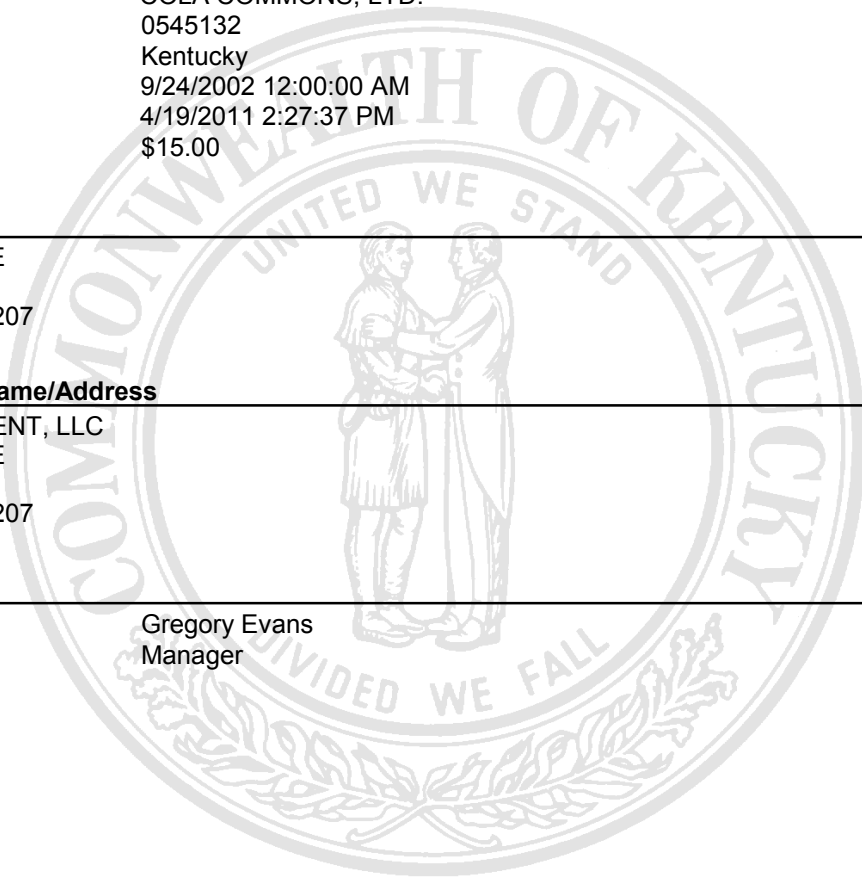 COLA COMMONS, LTD.
0545132
Kentucky
9/24/2002 12:00:00 AM
4/19/2011 2:27:37 PM
$15.00
E
207
ame/Address
ENT, LLC
E
207
Gregory Evans
Manager
COMMONWEALTH OF KENTUCKY
UNITED WE STAND
DIVIDED WE FALL